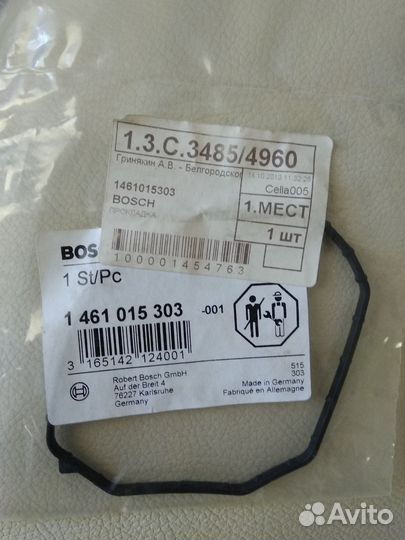 1.3.C.3485/4960
Гринякин А.В. - Белгородског
Cella005
1461015303
BOSCH
ПРОКЛАДКА
1.МЕСТ
1 шт
100001454763
BOS
1 St/Pc
1 461 015 303
-001
3 165142 124001
Robert Bosch GmbH
Auf der Breit 4
76227 Karlsruhe
Germany
515
303
Made in Germany
Fabriqué en Allemagne
BOSCH
Avito